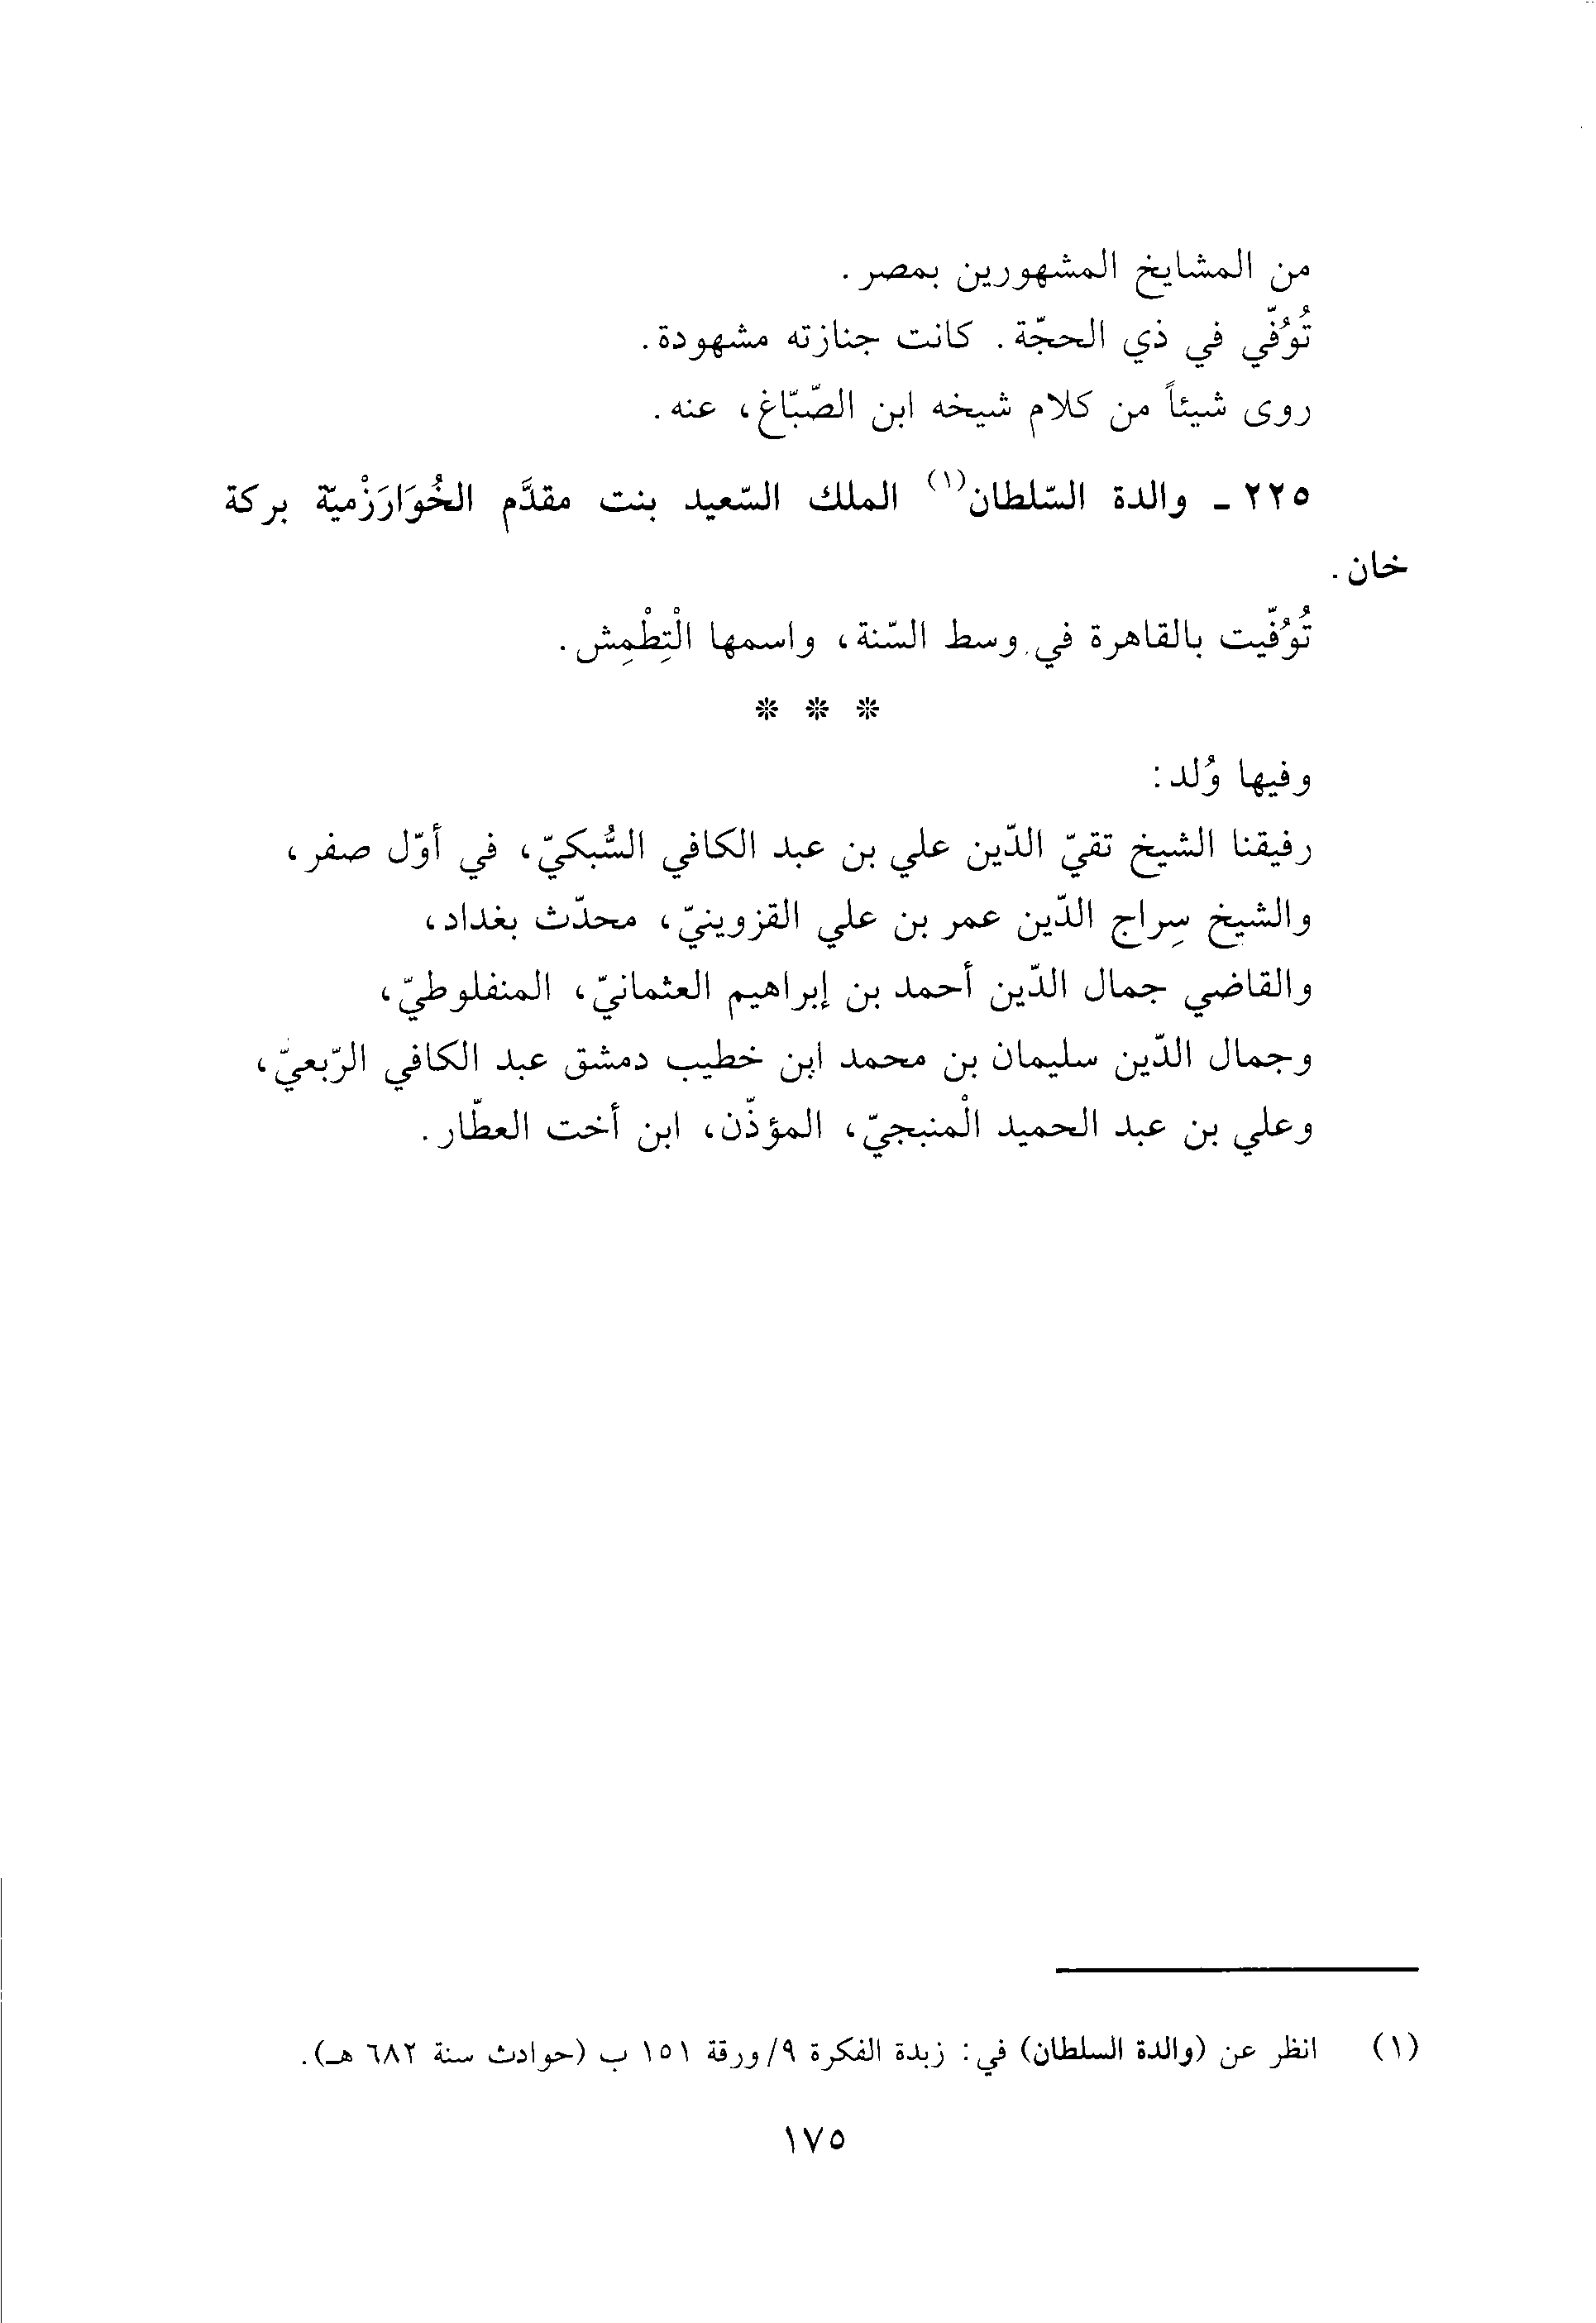 من المشايخ المشهورين بمصر.
تُوُفّي في ذي الحجّة. كانت جنازته مشهودة.
روى شيئاً من كلام شيخه ابن الصّبّاغ، عنه.
٢٢٥ ـ والدة السّلطان(١) الملك السّعيد بنت مقدَّم الخُوَارَزْميّة بركة
خان.
تُوُفّيت بالقاهرة في وسط السّنة، واسمها الْتِطْمِش.
* * *
وفيها وُلد:
رفيقنا الشيخ تقيّ الدّين علي بن عبد الكافي السُّبكيّ، في أوّل صفر،
والشيخ سِراج الدّين عمر بن علي القزوينيّ، محدّث بغداد،
والقاضي جمال الدّين أحمد بن إبراهيم العثمانيّ، المنفلوطيّ،
وجمال الدّين سليمان بن محمد ابن خطيب دمشق عبد الكافي الرّبعيّ،
وعلي بن عبد الحميد الْمنبجيّ، المؤذّن، ابن أخت العطّار.
(١) انظر عن (والدة السلطان) في: زبدة الفكرة ٩/ورقة ١٥١ ب (حوادث سنة ٦٨٢ هـ).
١٧٥